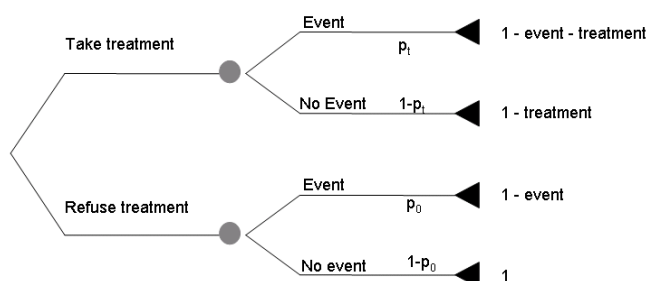 Event
p_t
1 - event - treatment
Take treatment
No Event
1-p_t
1 - treatment
Event
p_0
1 - event
Refuse treatment
No event
1-p_0
1